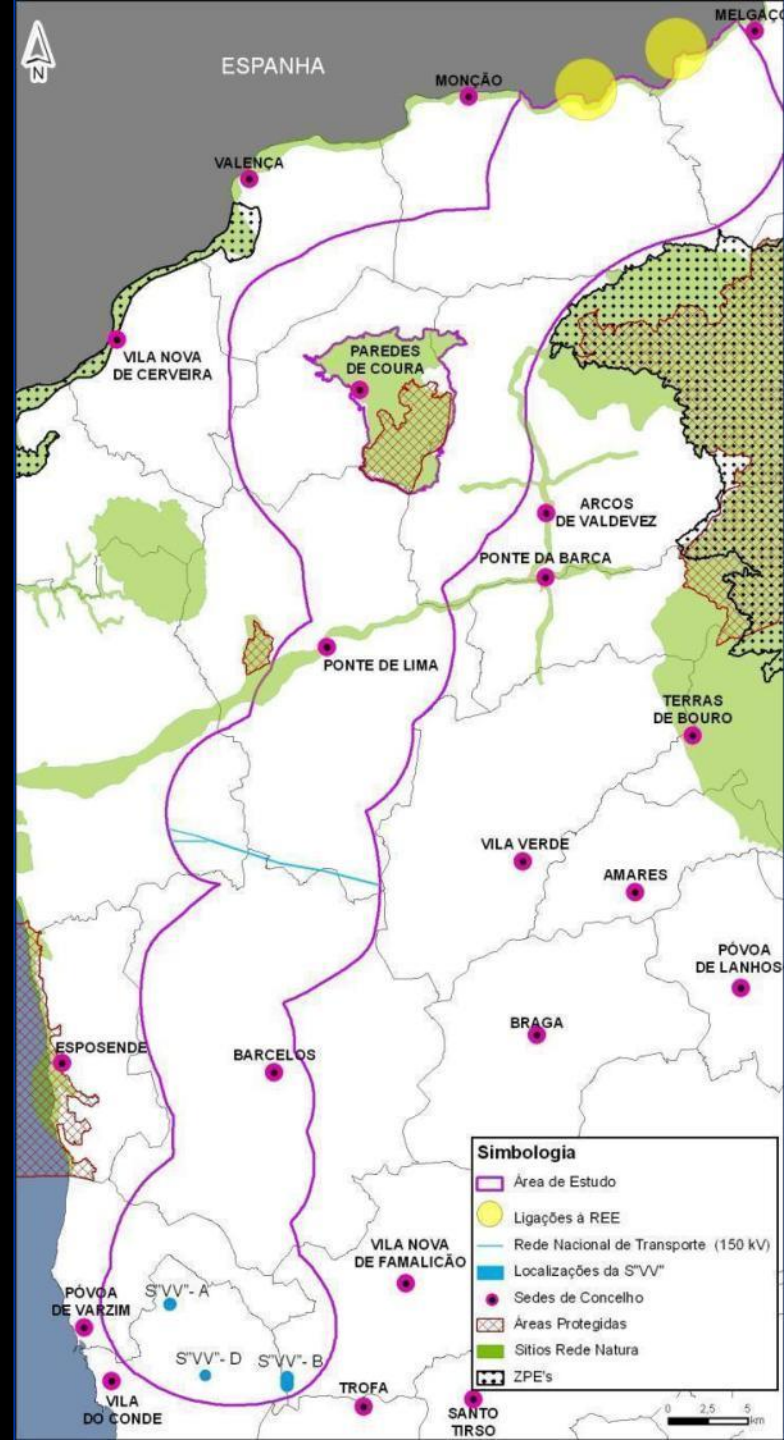 MELGAÇO
ESPANHA
MONÇÃO
N
VALENÇA
VILA NOVA
DE CERVEIRA
PAREDES
DE COURA
ARCOS
DE VALDEVEZ
PONTE DA BARCA
PONTE DE LIMA
TERRAS
DE BOURO
VILA VERDE
AMARES
PÓVOA
DE LANHOS
BRAGA
ESPOSENDE
BARCELOS
VILA NOVA
DE FAMALICÃO
PÓVOA
DE VARZIM
S"VV"- A
S"VV"- D
S"VV"- B
VILA
DO CONDE
TROFA
SANTO
TIRSO
Simbologia
Área de Estudo
Ligações à REE
Rede Nacional de Transporte (150 kV)
Localizações da S"VV"
Sedes de Concelho
Áreas Protegidas
Sitios Rede Natura
ZPE's
0 2,5 5
km